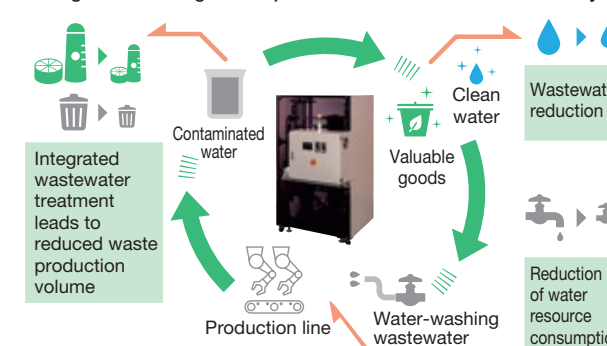 Contaminated
water
Clean
water
Valuable
goods
reduction
Integrated
wastewater
treatment
leads to
reduced waste
production
volume
Production line
Water-washing
wastewater
Reduction
of water
resource